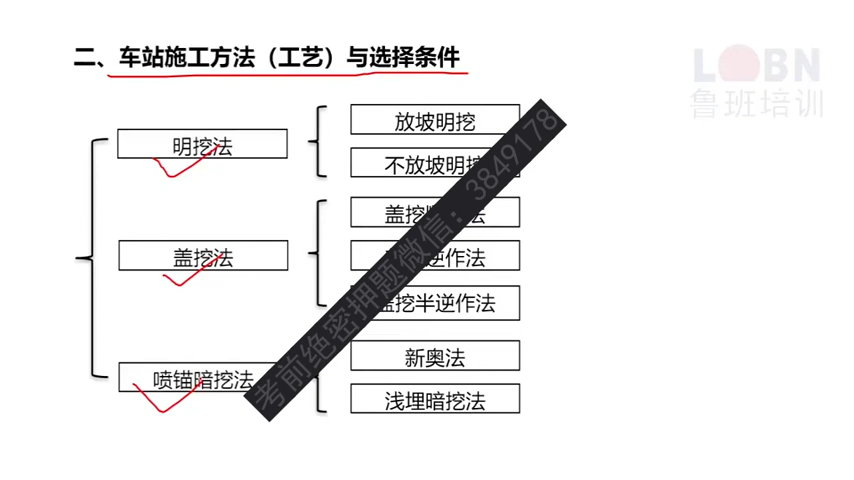 二、车站施工方法（工艺）与选择条件
LOBN
鲁班培训
明挖法
放坡明挖
不放坡明挖
盖挖法
盖挖 法
逆作法
盖挖半逆作法
喷锚暗挖法
新奥法
浅埋暗挖法
考前绝密押题微信：3849178